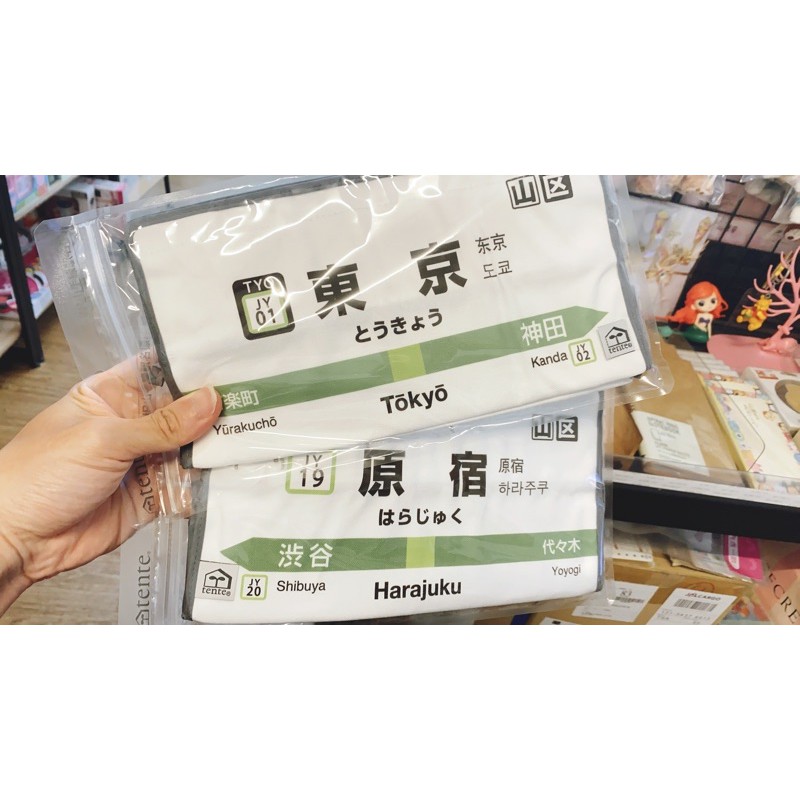 山 区
TYO
JY
01
東 京
东京
도쿄
とうきょう
楽町
神田
Yūrakuchō
Tōkyō
Kanda
JY
02
tente®
山 区
JY
19
原 宿
原宿
하라주쿠
はらじゅく
渋谷
代々木
tente®
JY
20
Shibuya
Harajuku
Yoyogi
tente.
tente.